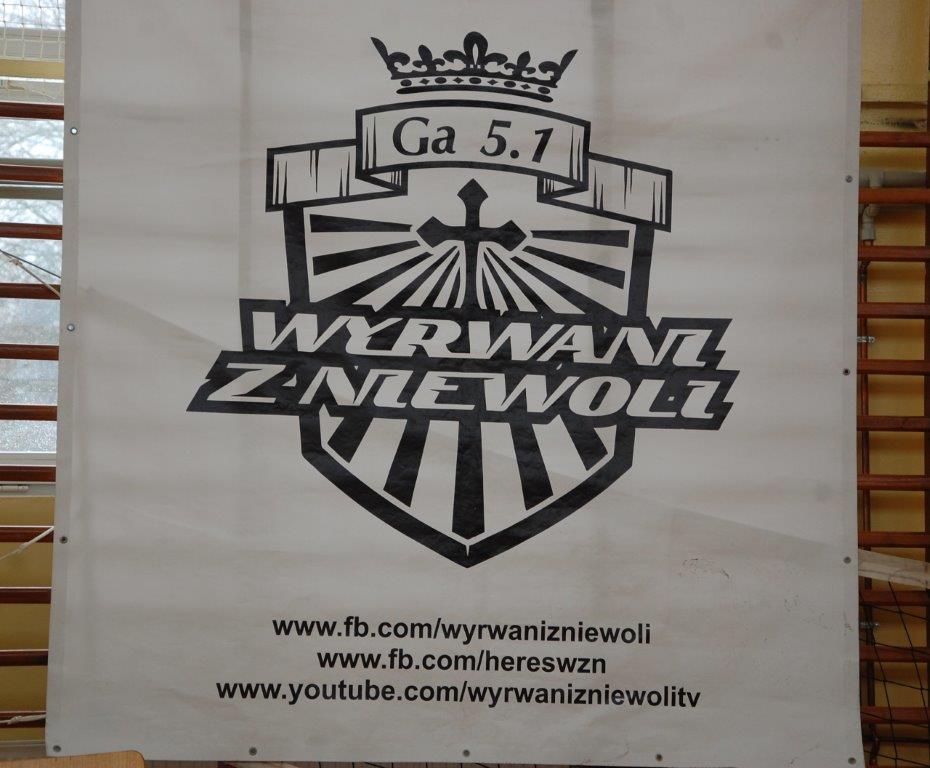 Ga 5.1
WYRWANI
Z NIEWOLI
www.fb.com/wyrwanizniewoli
www.fb.com/hereswzn
www.youtube.com/wyrwanizniewolitv